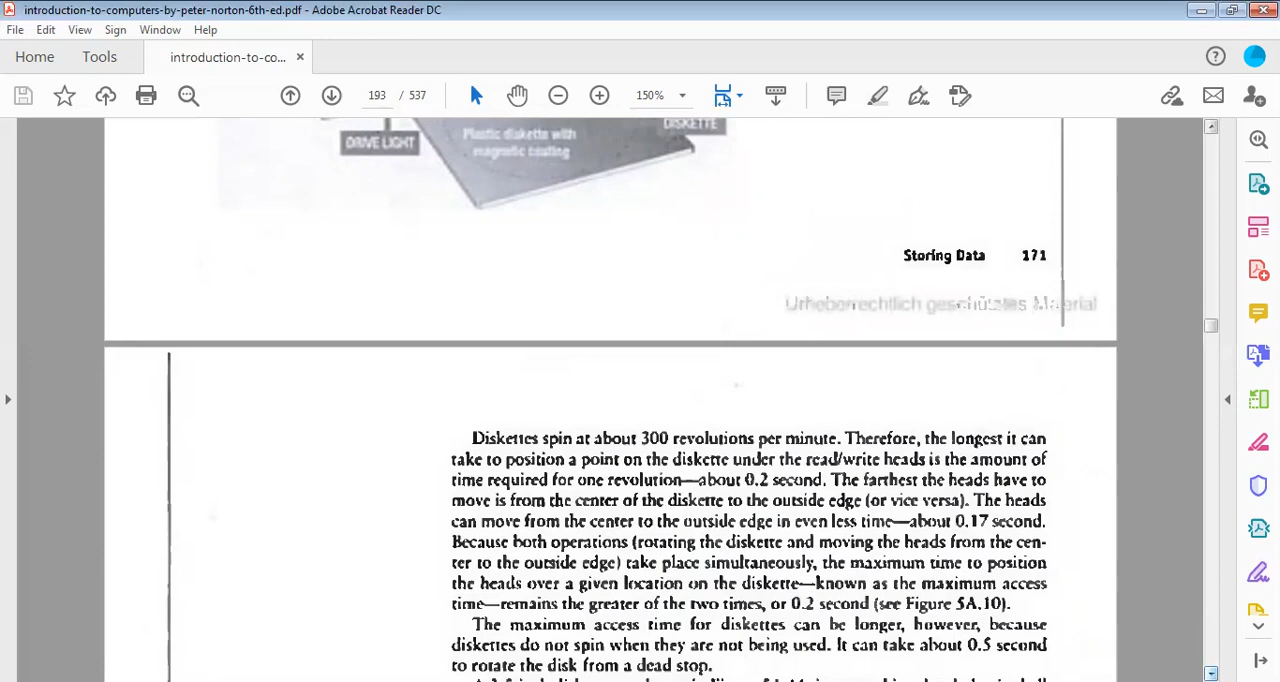 introduction-to-computers-by-peter-norton-6th-ed.pdf - Adobe Acrobat Reader DC
File Edit View Sign Window Help
Home Tools introduction-to-co... ×
193 / 537 150%
DRIVE LIGHT
Plastic diskette with
magnetic coating
DISKETTE
Storing Data 171
Urheberrechtlich geschütztes Material
Diskettes spin at about 300 revolutions per minute. Therefore, the longest it can
take to position a point on the diskette under the read/write heads is the amount of
time required for one revolution—about 0.2 second. The farthest the heads have to
move is from the center of the diskette to the outside edge (or vice versa). The heads
can move from the center to the outside edge in even less time—about 0.17 second.
Because both operations (rotating the diskette and moving the heads from the cen-
ter to the outside edge) take place simultaneously, the maximum time to position
the heads over a given location on the diskette—known as the maximum access
time—remains the greater of the two times, or 0.2 second (see Figure 5A.10).
The maximum access time for diskettes can be longer, however, because
diskettes do not spin when they are not being used. It can take about 0.5 second
to rotate the disk from a dead stop.